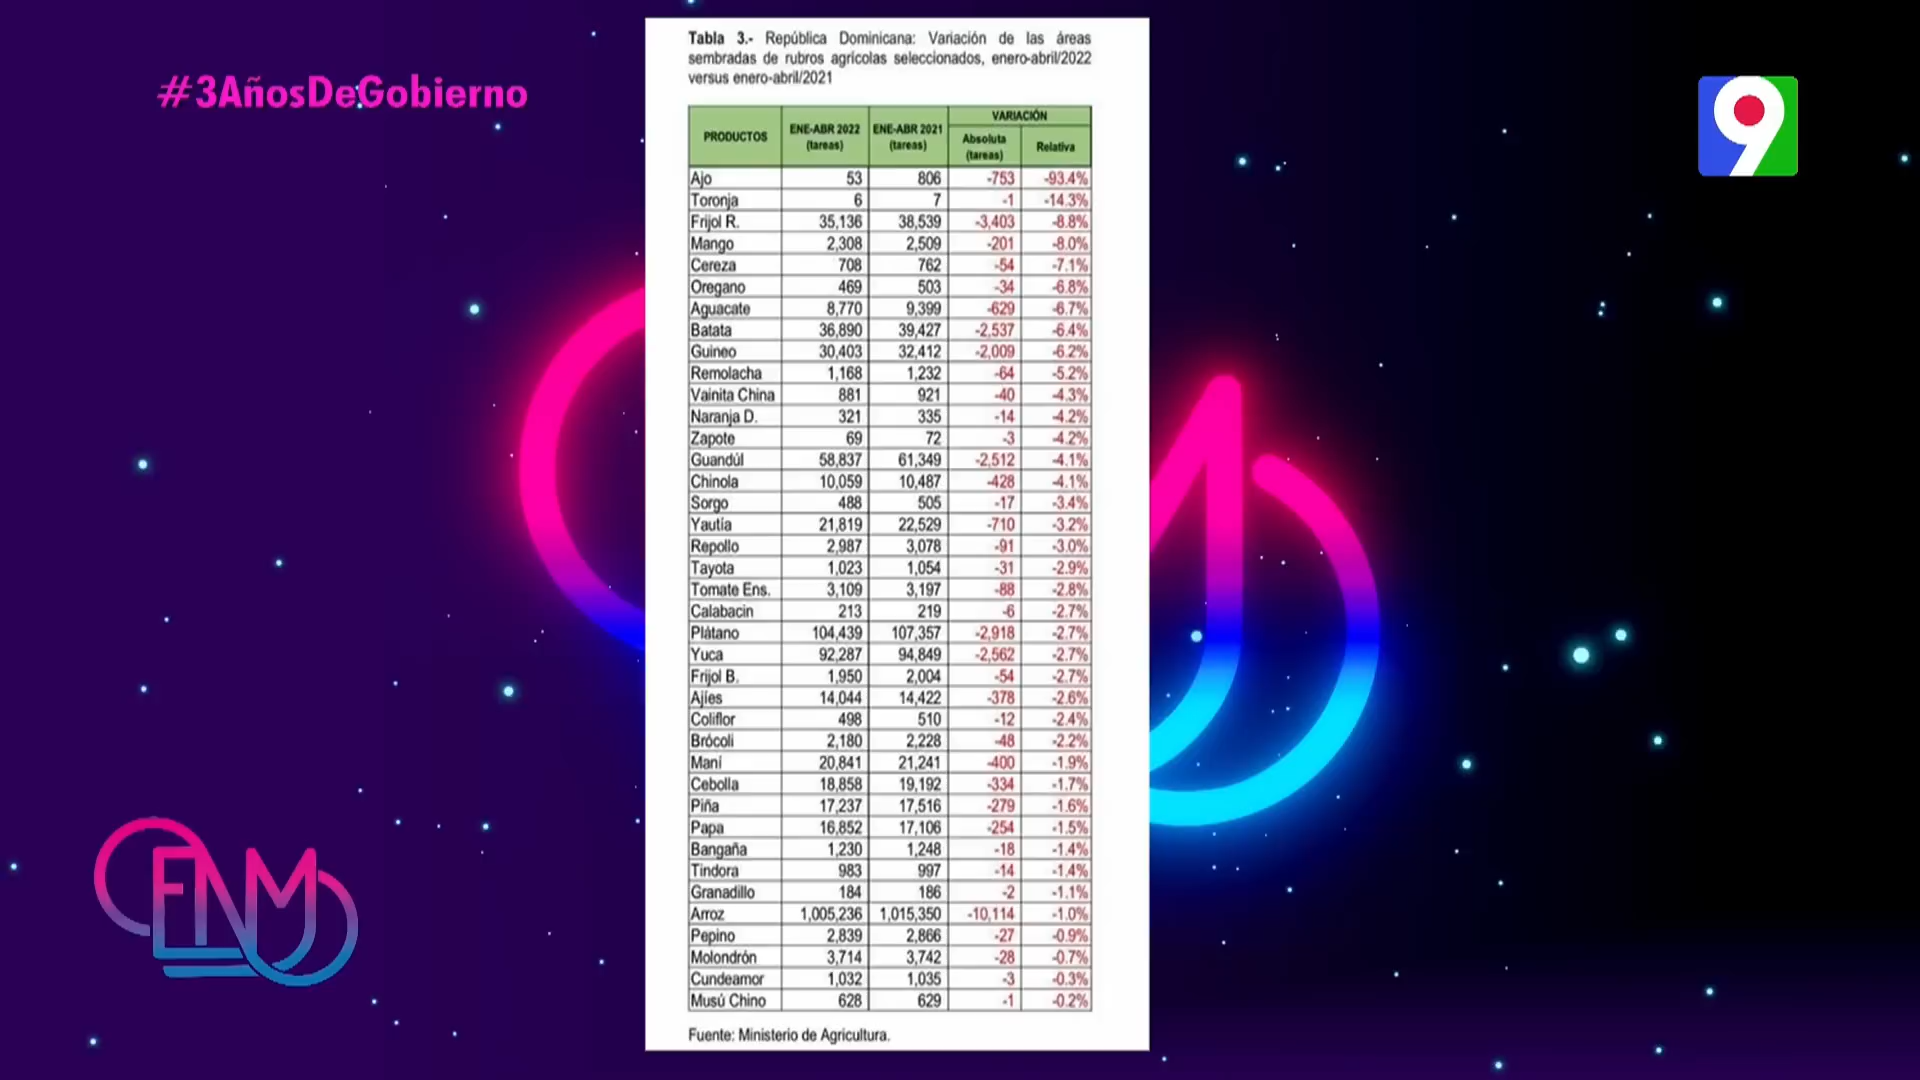 #3AñosDeGobierno
9
Tabla 3.- República Dominicana: Variación de las áreas
sembradas de rubros agrícolas seleccionados, enero-abril/2022
versus enero-abril/2021
PRODUCTOS ENE-ABR 2022 (tareas) ENE-ABR 2021 (tareas) VARIACIÓN
Absoluta (tareas) Relativa
Ajo 53 806 -753 -93.4%
Toronja 6 7 -1 -14.3%
Frijol R. 35,136 38,539 -3,403 -8.8%
Mango 2,308 2,509 -201 -8.0%
Cereza 708 762 -54 -7.1%
Oregano 469 503 -34 -6.8%
Aguacate 8,770 9,399 -629 -6.7%
Batata 36,890 39,427 -2,537 -6.4%
Guineo 30,403 32,412 -2,009 -6.2%
Remolacha 1,168 1,232 -64 -5.2%
Vainita China 881 921 -40 -4.3%
Naranja D. 321 335 -14 -4.2%
Zapote 69 72 -3 -4.2%
Guandúl 58,837 61,349 -2,512 -4.1%
Chinola 10,059 10,487 -428 -4.1%
Sorgo 488 505 -17 -3.4%
Yautía 21,819 22,529 -710 -3.2%
Repollo 2,987 3,078 -91 -3.0%
Tayota 1,023 1,054 -31 -2.9%
Tomate Ens. 3,109 3,197 -88 -2.8%
Calabacin 213 219 -6 -2.7%
Plátano 104,439 107,357 -2,918 -2.7%
Yuca 92,287 94,849 -2,562 -2.7%
Frijol B. 1,950 2,004 -54 -2.7%
Ajíes 14,044 14,422 -378 -2.6%
Coliflor 498 510 -12 -2.4%
Brócoli 2,180 2,228 -48 -2.2%
Maní 20,841 21,241 -400 -1.9%
Cebolla 18,858 19,192 -334 -1.7%
Piña 17,237 17,516 -279 -1.6%
Papa 16,852 17,106 -254 -1.5%
Bangaña 1,230 1,248 -18 -1.4%
Tindora 983 997 -14 -1.4%
Granadillo 184 186 -2 -1.1%
Arroz 1,005,236 1,015,350 -10,114 -1.0%
Pepino 2,839 2,866 -27 -0.9%
Molondrón 3,714 3,742 -28 -0.7%
Cundeamor 1,032 1,035 -3 -0.3%
Musú Chino 628 629 -1 -0.2%
Fuente: Ministerio de Agricultura.
ENM